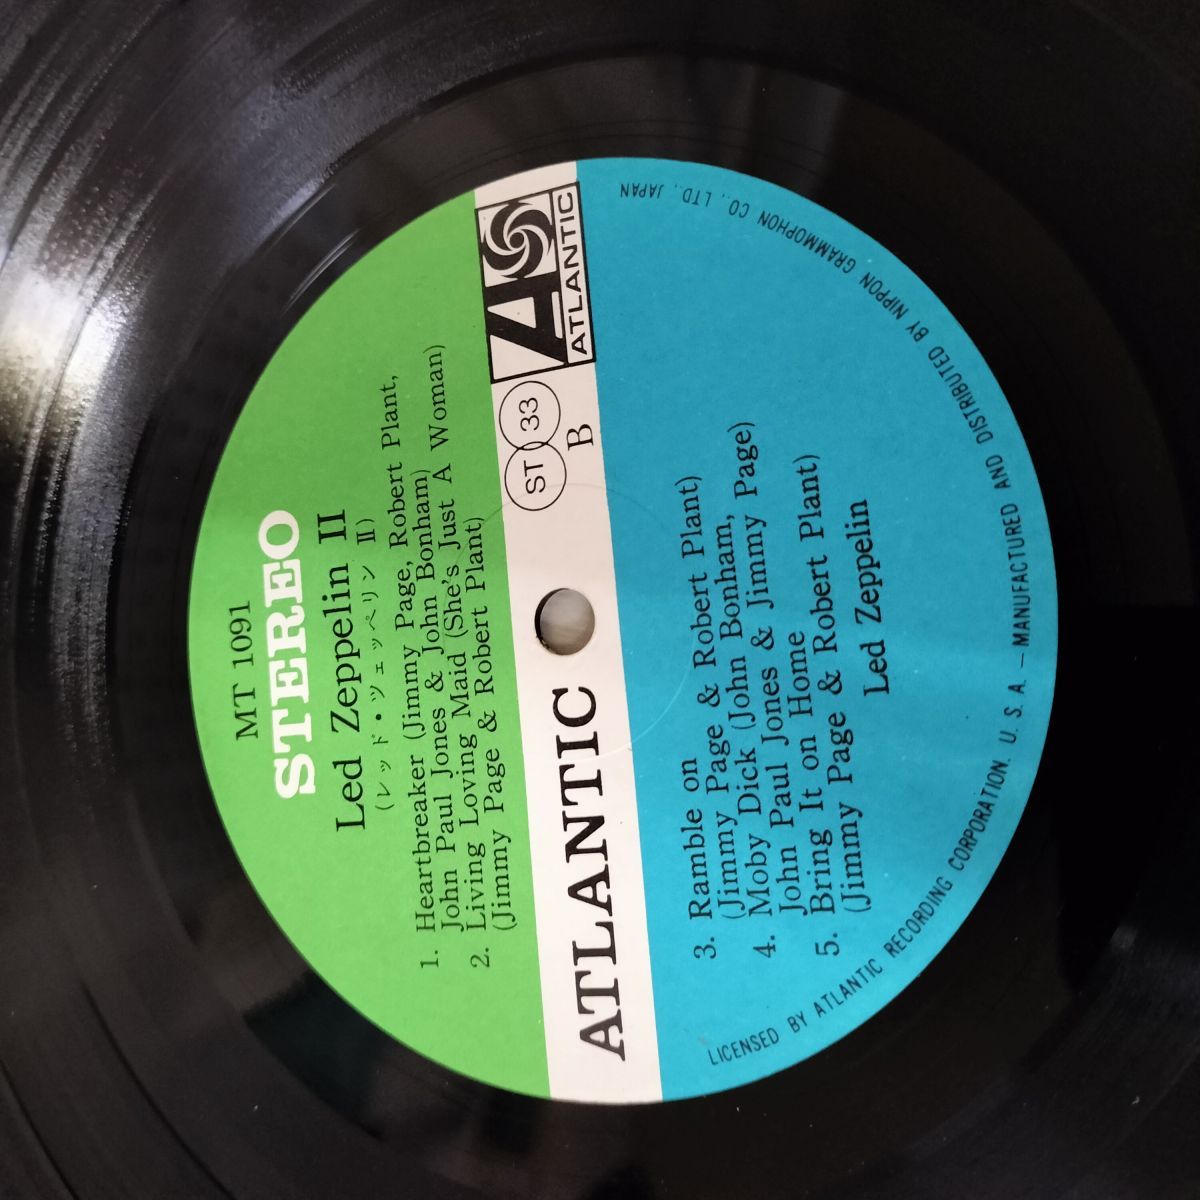 MT 1091
STEREO
Led Zeppelin II
(レッド・ツェッペリン II)
1. Heartbreaker (Jimmy Page, Robert Plant,
John Paul Jones & John Bonham)
2. Living Loving Maid (She's Just A Woman)
(Jimmy Page & Robert Plant)
ATLANTIC
ST 33
B
ATLANTIC
3. Ramble on
(Jimmy Page & Robert Plant)
4. Moby Dick (John Bonham,
John Paul Jones & Jimmy Page)
5. Bring It on Home
(Jimmy Page & Robert Plant)
Led Zeppelin
LICENSED BY ATLANTIC RECORDING CORPORATION. U. S. A. – MANUFACTURED AND DISTRIBUTED BY NIPPON GRAMMOPHON CO., LTD., JAPAN